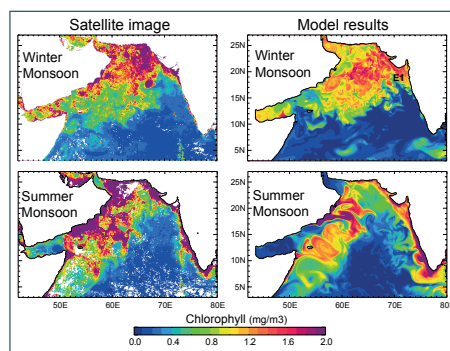 Satellite image
Model results
Winter
Monsoon
Winter
Monsoon
E1
25N
20N
15N
10N
5N
Summer
Monsoon
Summer
Monsoon
25N
20N
15N
10N
5N
60E 70E 80E
50E 60E 70E 80
Chlorophyll (mg/m3)
0.0 0.4 0.8 1.2 1.6 2.0